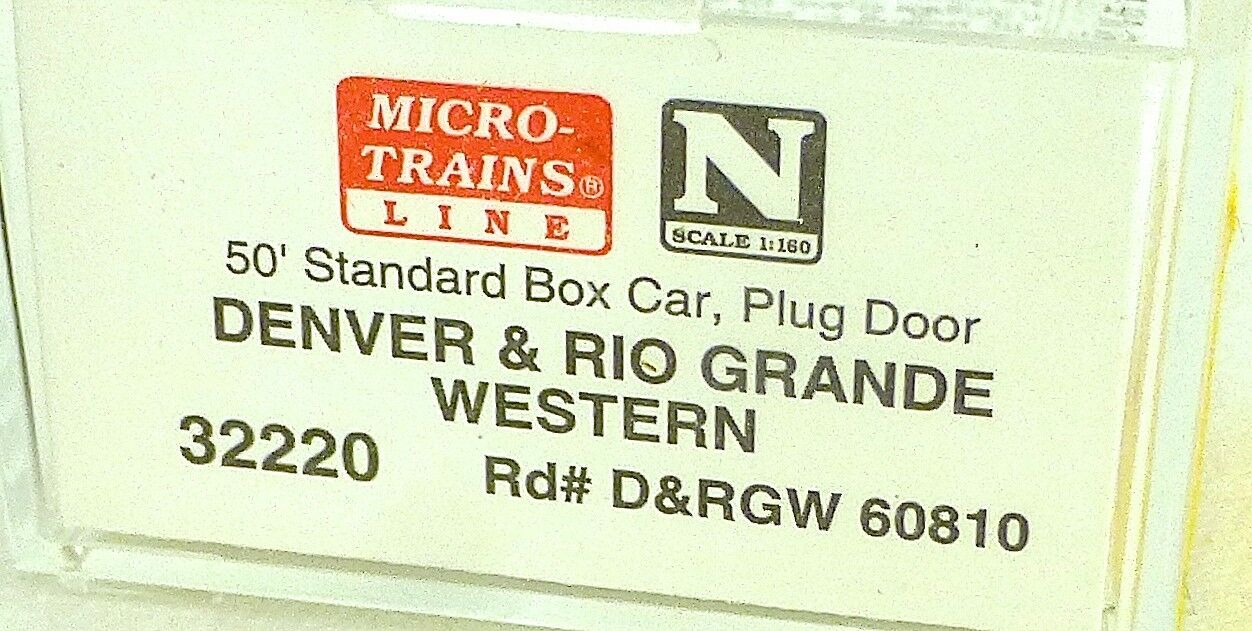 MICRO-
TRAINS®
LINE
N
SCALE 1:160
50' Standard Box Car, Plug Door
DENVER & RIO GRANDE
WESTERN
32220 Rd# D&RGW 60810